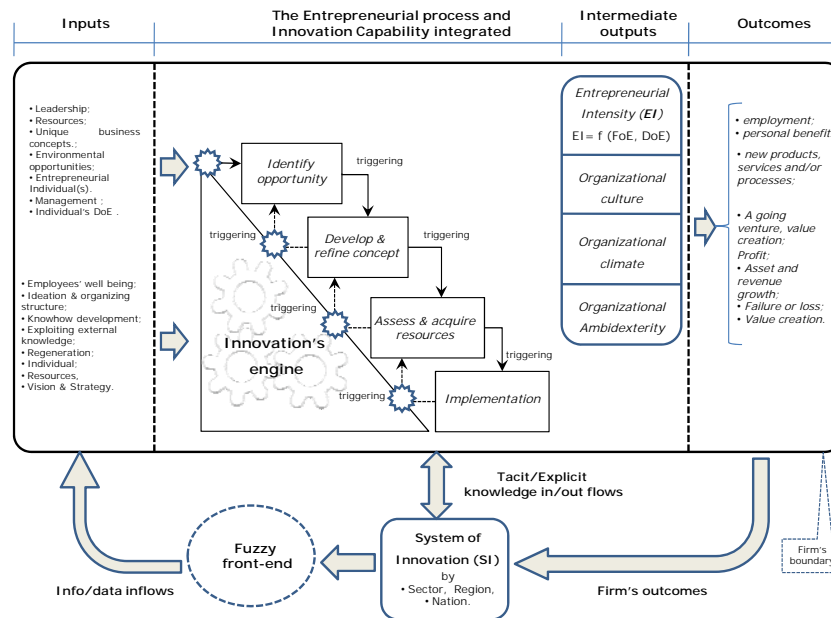 Inputs
The Entrepreneurial process and
Innovation Capability integrated
Intermediate
outputs
Outcomes
• Leadership;
• Resources;
• Unique business
concepts.;
• Environmental
opportunities;
• Entrepreneurial
Individual(s).
• Management ;
• Individual's DoE .
• Employees' well being;
• Ideation & organizing
structure;
• Knowhow development;
• Exploiting external
knowledge;
• Regeneration;
• Individual;
• Resources,
• Vision & Strategy.
Identify
opportunity
triggering
triggering
Develop &
refine concept
triggering
triggering
Assess & acquire
resources
triggering
triggering
Implementation
Innovation's
engine
Entrepreneurial
Intensity (EI)
EI= f (FoE, DoE)
Organizational
culture
Organizational
climate
Organizational
Ambidexterity
• employment;
• personal benefit
• new products,
services and/or
processes;
• A going
venture, value
creation;
Profit;
• Asset and
revenue
growth;
• Failure or loss;
• Value creation.
Tacit/Explicit
knowledge in/out flows
Fuzzy
front-end
System of
Innovation (SI)
by
• Sector, Region,
• Nation.
Info/data inflows
Firm's outcomes
Firm's
boundary